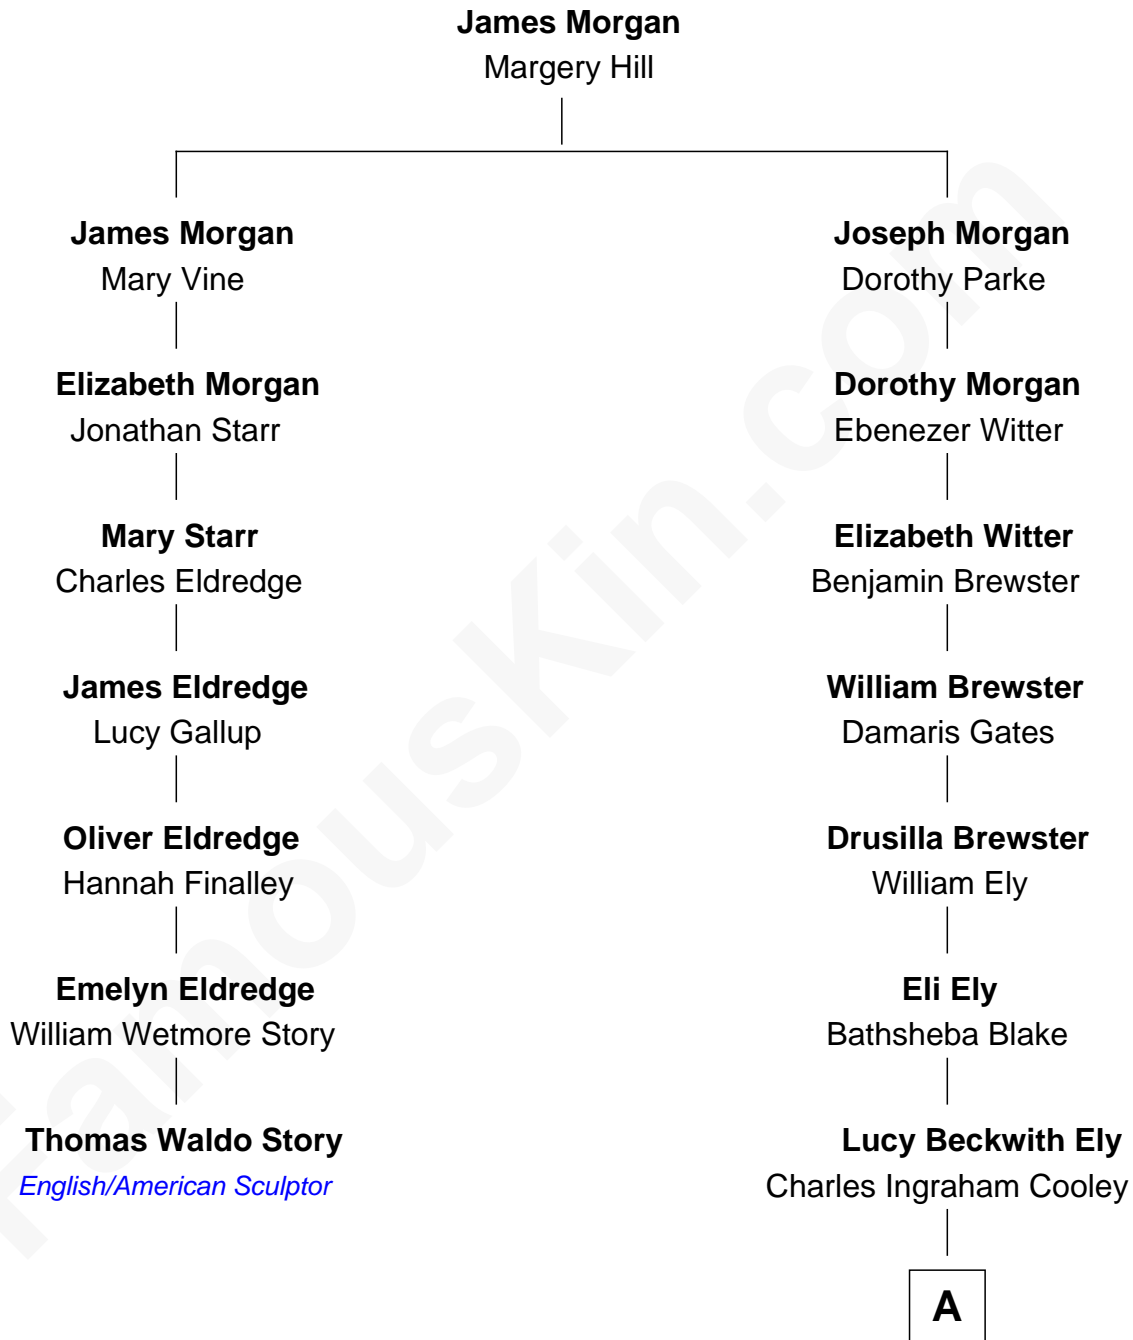 James Morgan
Margery Hill
James Morgan
Mary Vine
Elizabeth Morgan
Jonathan Starr
Mary Starr
Charles Eldredge
James Eldredge
Lucy Gallup
Oliver Eldredge
Hannah Finalley
Emelyn Eldredge
William Wetmore Story
Thomas Waldo Story
English/American Sculptor
Joseph Morgan
Dorothy Parke
Dorothy Morgan
Ebenezer Witter
Elizabeth Witter
Benjamin Brewster
William Brewster
Damaris Gates
Drusilla Brewster
William Ely
Eli Ely
Bathsheba Blake
Lucy Beckwith Ely
Charles Ingraham Cooley
A
FamousKin.com